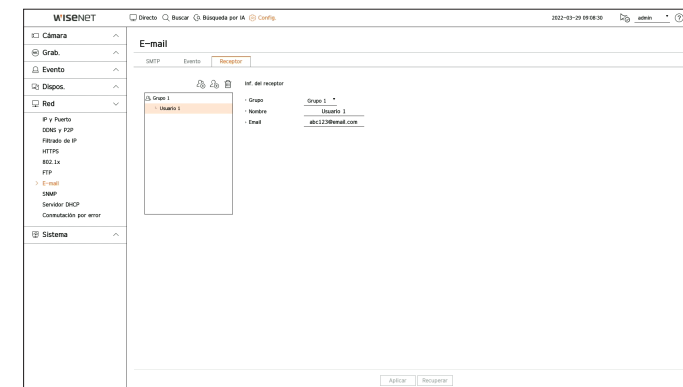 WISENET Directo Buscar Búsqueda por IA Config. 2022-03-29 09:08:30 admin
Cámara
Grab.
Evento
Dispos.
Red
IP y Puerto
DDNS y P2P
Filtrado de IP
HTTPS
802.1x
FTP
E-mail
SNMP
Servidor DHCP
Conmutación por error
Sistema
E-mail
SMTP Evento Receptor
Grupo 1
Usuario 1
Inf. del receptor
Grupo Grupo 1
Nombre Usuario 1
Email abc123@email.com
Aplicar Recuperar